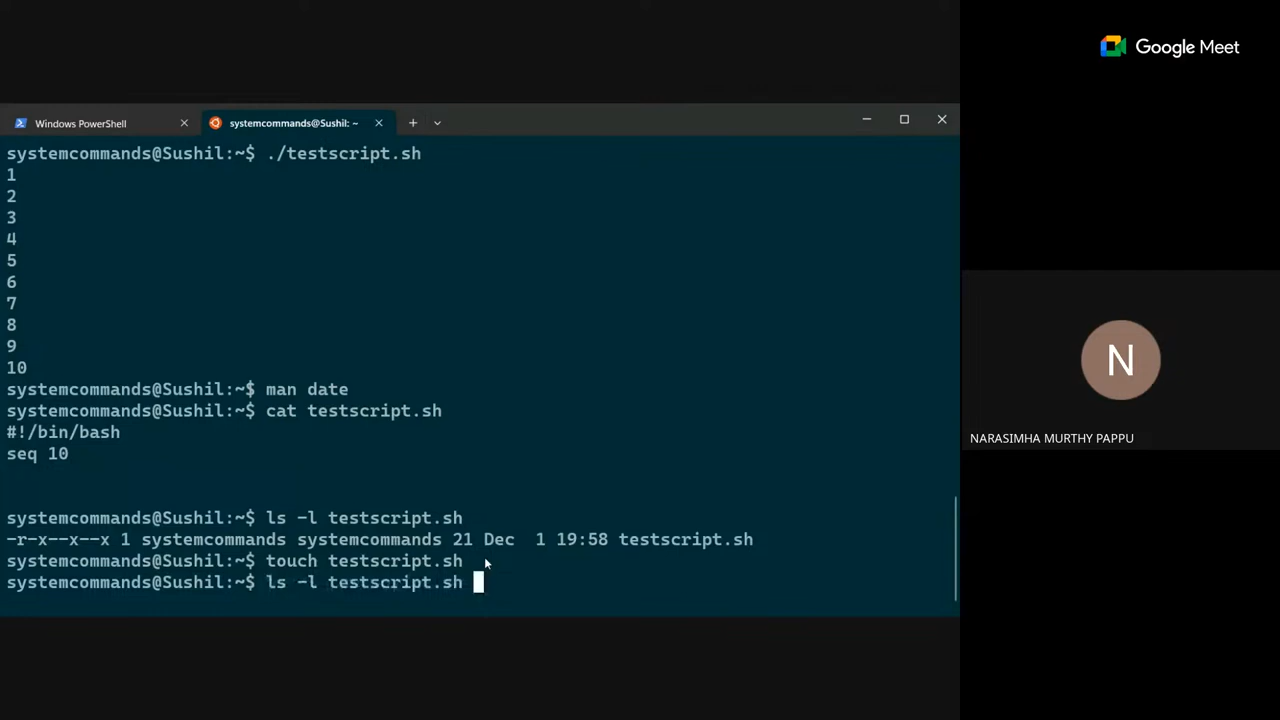 Google Meet
Windows PowerShell
systemcommands@Sushil: ~
systemcommands@Sushil:~$ ./testscript.sh
1
2
3
4
5
6
7
8
9
10
systemcommands@Sushil:~$ man date
systemcommands@Sushil:~$ cat testscript.sh
#!/bin/bash
seq 10
systemcommands@Sushil:~$ ls -l testscript.sh
-r-x--x--x 1 systemcommands systemcommands 21 Dec  1 19:58 testscript.sh
systemcommands@Sushil:~$ touch testscript.sh
systemcommands@Sushil:~$ ls -l testscript.sh
N
NARASIMHA MURTHY PAPPU